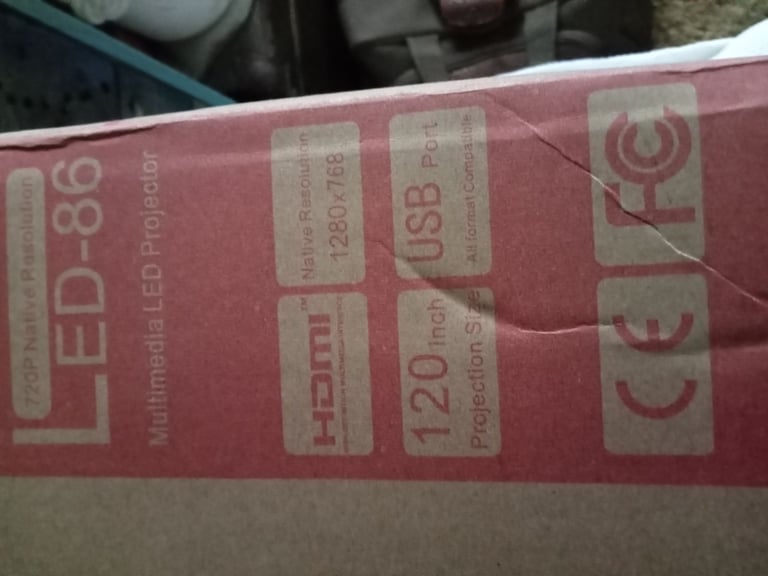 720P Native Resolution
LED-86
Multimedia LED Projector
HDMI™
Native Resolution
1280x768
120 inch
Projection Size
USB Port
All format Compatible
CE
FC